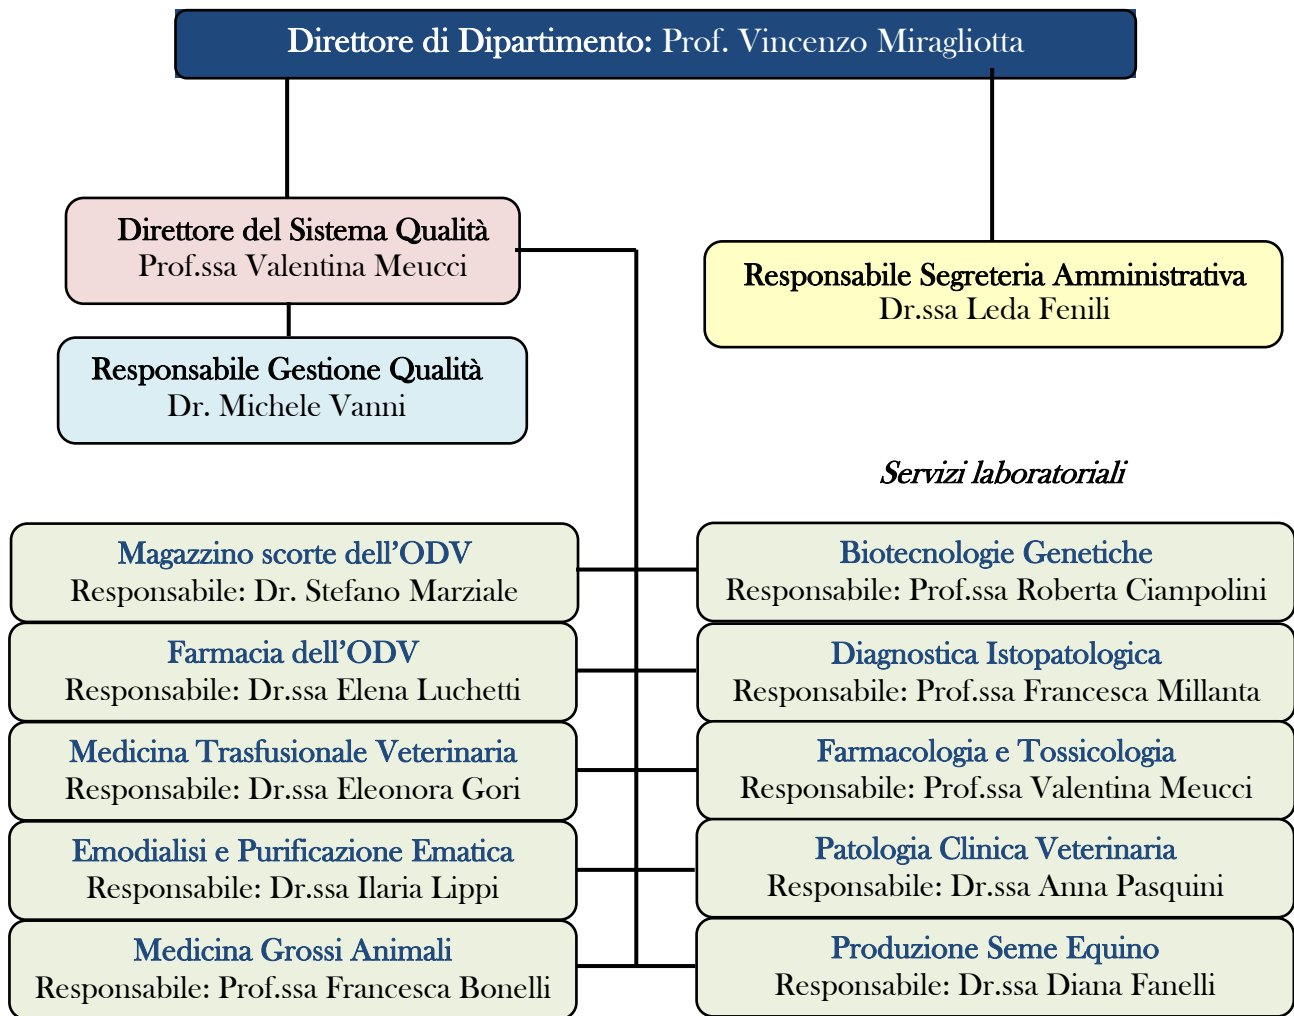 Direttore di Dipartimento: Prof. Vincenzo Miragliotta
Direttore del Sistema Qualità
Prof.ssa Valentina Meucci
Responsabile Segreteria Amministrativa
Dr.ssa Leda Fenili
Responsabile Gestione Qualità
Dr. Michele Vanni
Servizi laboratoriali
Magazzino scorte dell'ODV
Responsabile: Dr. Stefano Marziale
Farmacia dell'ODV
Responsabile: Dr.ssa Elena Luchetti
Medicina Trasfusionale Veterinaria
Responsabile: Dr.ssa Eleonora Gori
Emodialisi e Purificazione Ematica
Responsabile: Dr.ssa Ilaria Lippi
Medicina Grossi Animali
Responsabile: Prof.ssa Francesca Bonelli
Biotecnologie Genetiche
Responsabile: Prof.ssa Roberta Ciampolini
Diagnostica Istopatologica
Responsabile: Prof.ssa Francesca Millanta
Farmacologia e Tossicologia
Responsabile: Prof.ssa Valentina Meucci
Patologia Clinica Veterinaria
Responsabile: Dr.ssa Anna Pasquini
Produzione Seme Equino
Responsabile: Dr.ssa Diana Fanelli